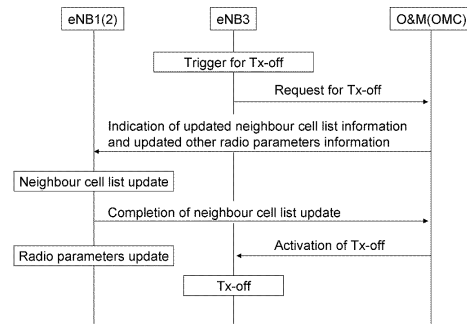 eNB1(2)
eNB3
O&M(OMC)
Trigger for Tx-off
Request for Tx-off
Indication of updated neighbour cell list information
and updated other radio parameters information
Neighbour cell list update
Completion of neighbour cell list update
Radio parameters update
Activation of Tx-off
Tx-off